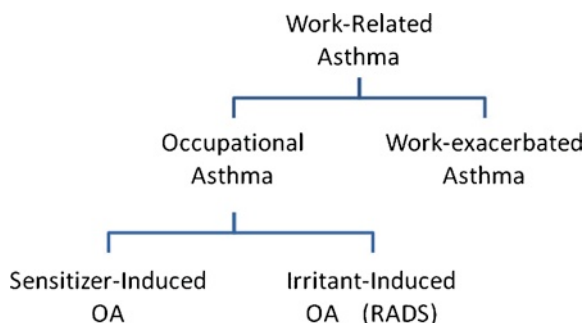 Work-Related
Asthma
Occupational
Asthma
Work-exacerbated
Asthma
Sensitizer-Induced
OA
Irritant-Induced
OA (RADS)